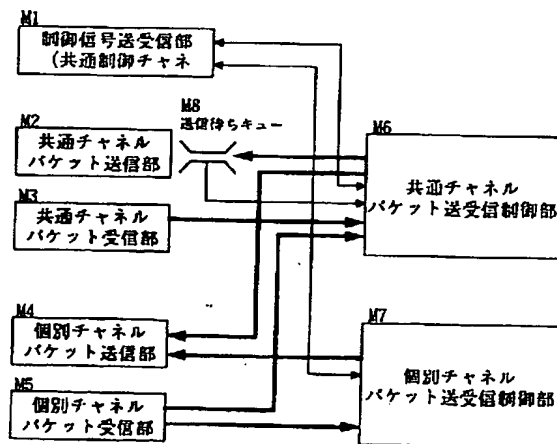 M1
制御信号送受信部
(共通制御チャネ
M8
送信待ちキュー
M2
共通チャネル
パケット送信部
M6
共通チャネル
パケット送受信制御部
M3
共通チャネル
パケット受信部
M4
個別チャネル
パケット送信部
M7
個別チャネル
パケット送受信制御部
M5
個別チャネル
パケット受信部